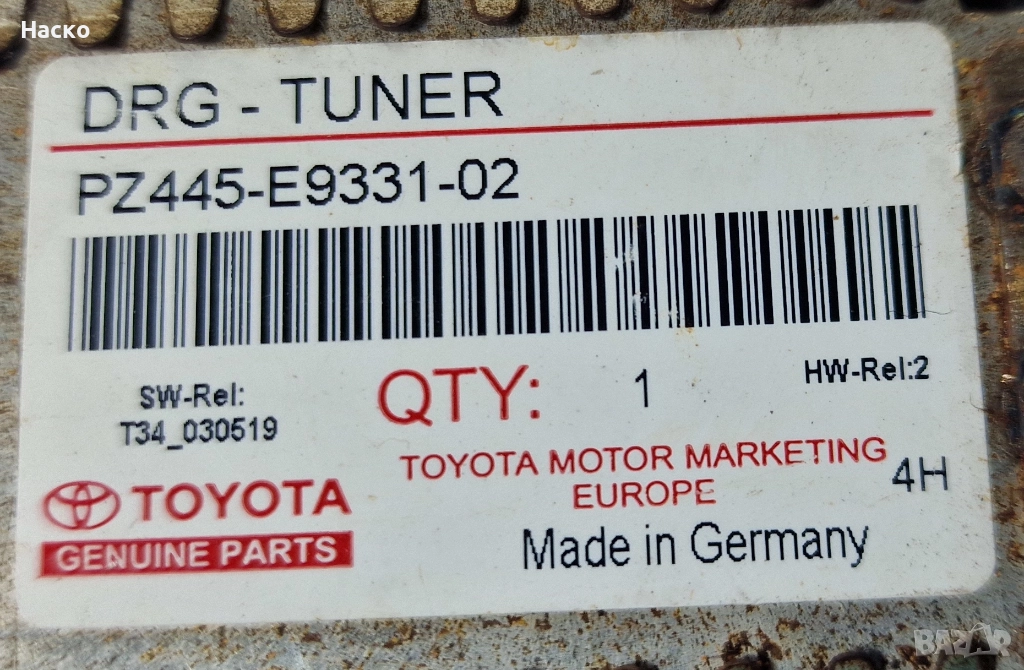 Наско
DRG - TUNER
PZ445-E9331-02
SW-Rel:
T34_030519
QTY: 1
HW-Rel:2
TOYOTA MOTOR MARKETING
EUROPE
4H
TOYOTA
GENUINE PARTS
Made in Germany
BAZAR